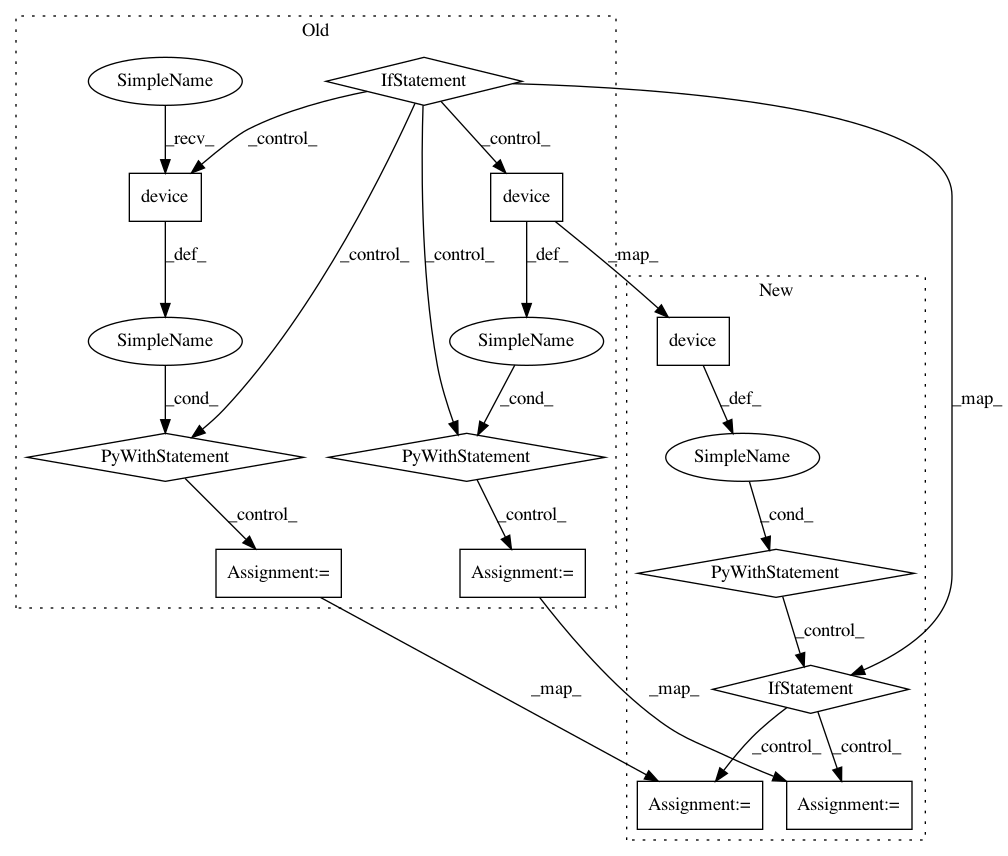 Old
SimpleName
IfStatement
_recv_
_control_
_control_
device
device
_def_
_control_
_control_
_def_
_map_
New
SimpleName
SimpleName
device
_cond_
_cond_
_def_
_map_
PyWithStatement
PyWithStatement
SimpleName
_control_
_control_
_cond_
Assignment:=
Assignment:=
PyWithStatement
_control_
_map_
_map_
IfStatement
_control_
_control_
Assignment:=
Assignment:=